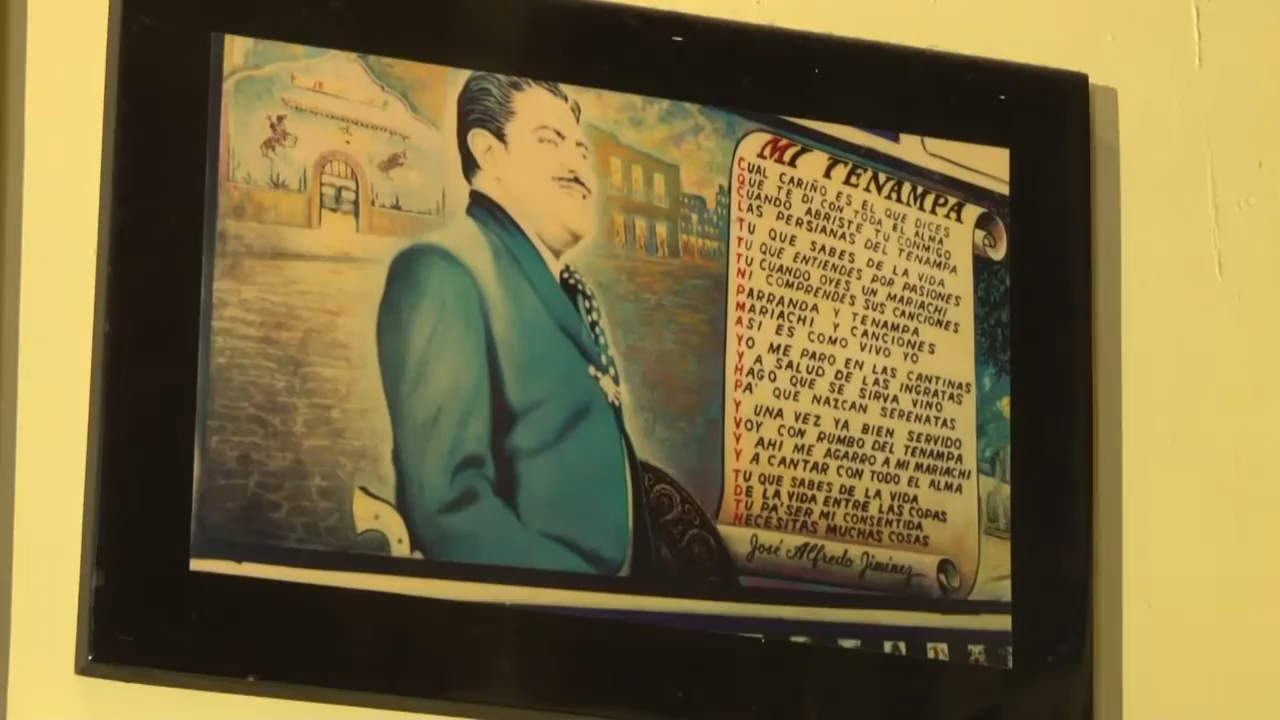 MI TENAMPA
CUAL CARIÑO ES EL QUE DICES
QUE TE DI CON TODA EL ALMA
CUANDO ABRISTE TU CONMIGO
LAS PERSIANAS DEL TENAMPA
TU QUE SABES DE LA VIDA
TU QUE ENTIENDES POR PASIONES
TU CUANDO OYES UN MARIACHI
NI COMPRENDES SUS CANCIONES
PARRANDA Y TENAMPA
MARIACHI Y CANCIONES
ASI ES COMO VIVO YO
YO ME PARO EN LAS CANTINAS
Y A SALUD DE LAS INGRATAS
HAGO QUE SE SIRVA VINO
PA' QUE NAZCAN SERENATAS
Y UNA VEZ YA BIEN SERVIDO
VOY CON RUMBO DEL TENAMPA
Y AHI ME AGARRO A MI MARIACHI
Y A CANTAR CON TODO EL ALMA
TU QUE SABES DE LA VIDA
DE LA VIDA ENTRE LAS COPAS
TU PA'SER MI CONSENTIDA
NECESITAS MUCHAS COSAS
José Alfredo Jiménez